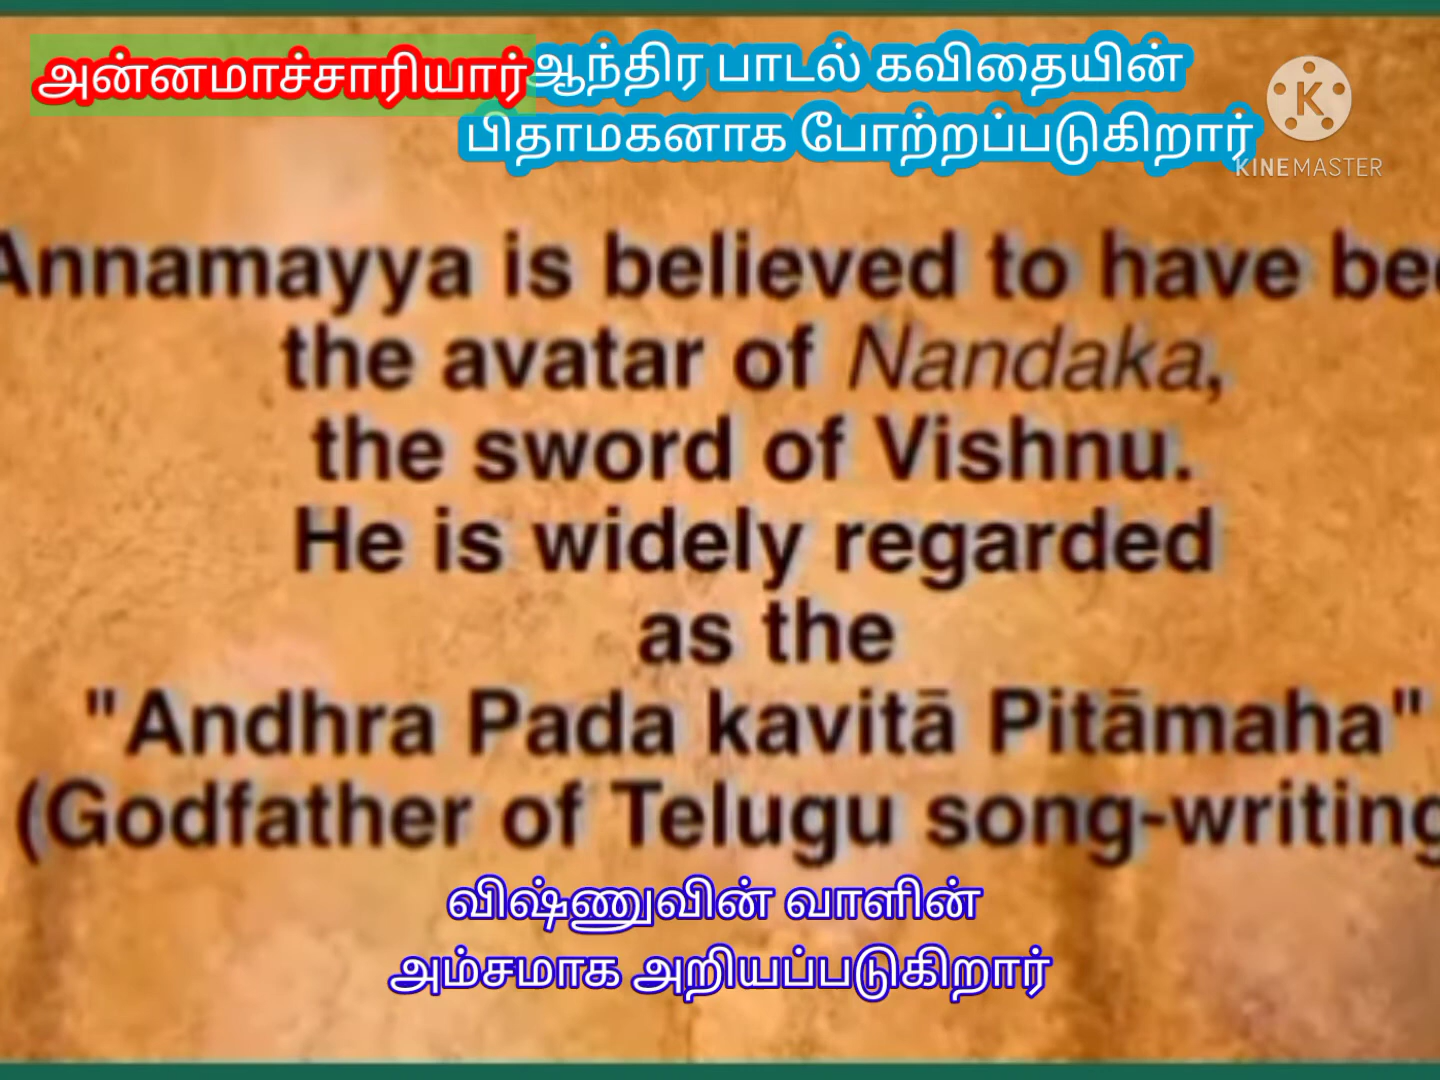 அன்னமாச்சாரியார் ஆந்திர பாடல் கவிதையின்
பிதாமகனாக போற்றப்படுகிறார்
K
KINEMASTER
Annamayya is believed to have bee
the avatar of Nandaka,
the sword of Vishnu.
He is widely regarded
as the
"Andhra Pada kavitā Pitāmaha"
(Godfather of Telugu song-writing
விஷ்ணுவின் வாளின்
அம்சமாக அறியப்படுகிறார்